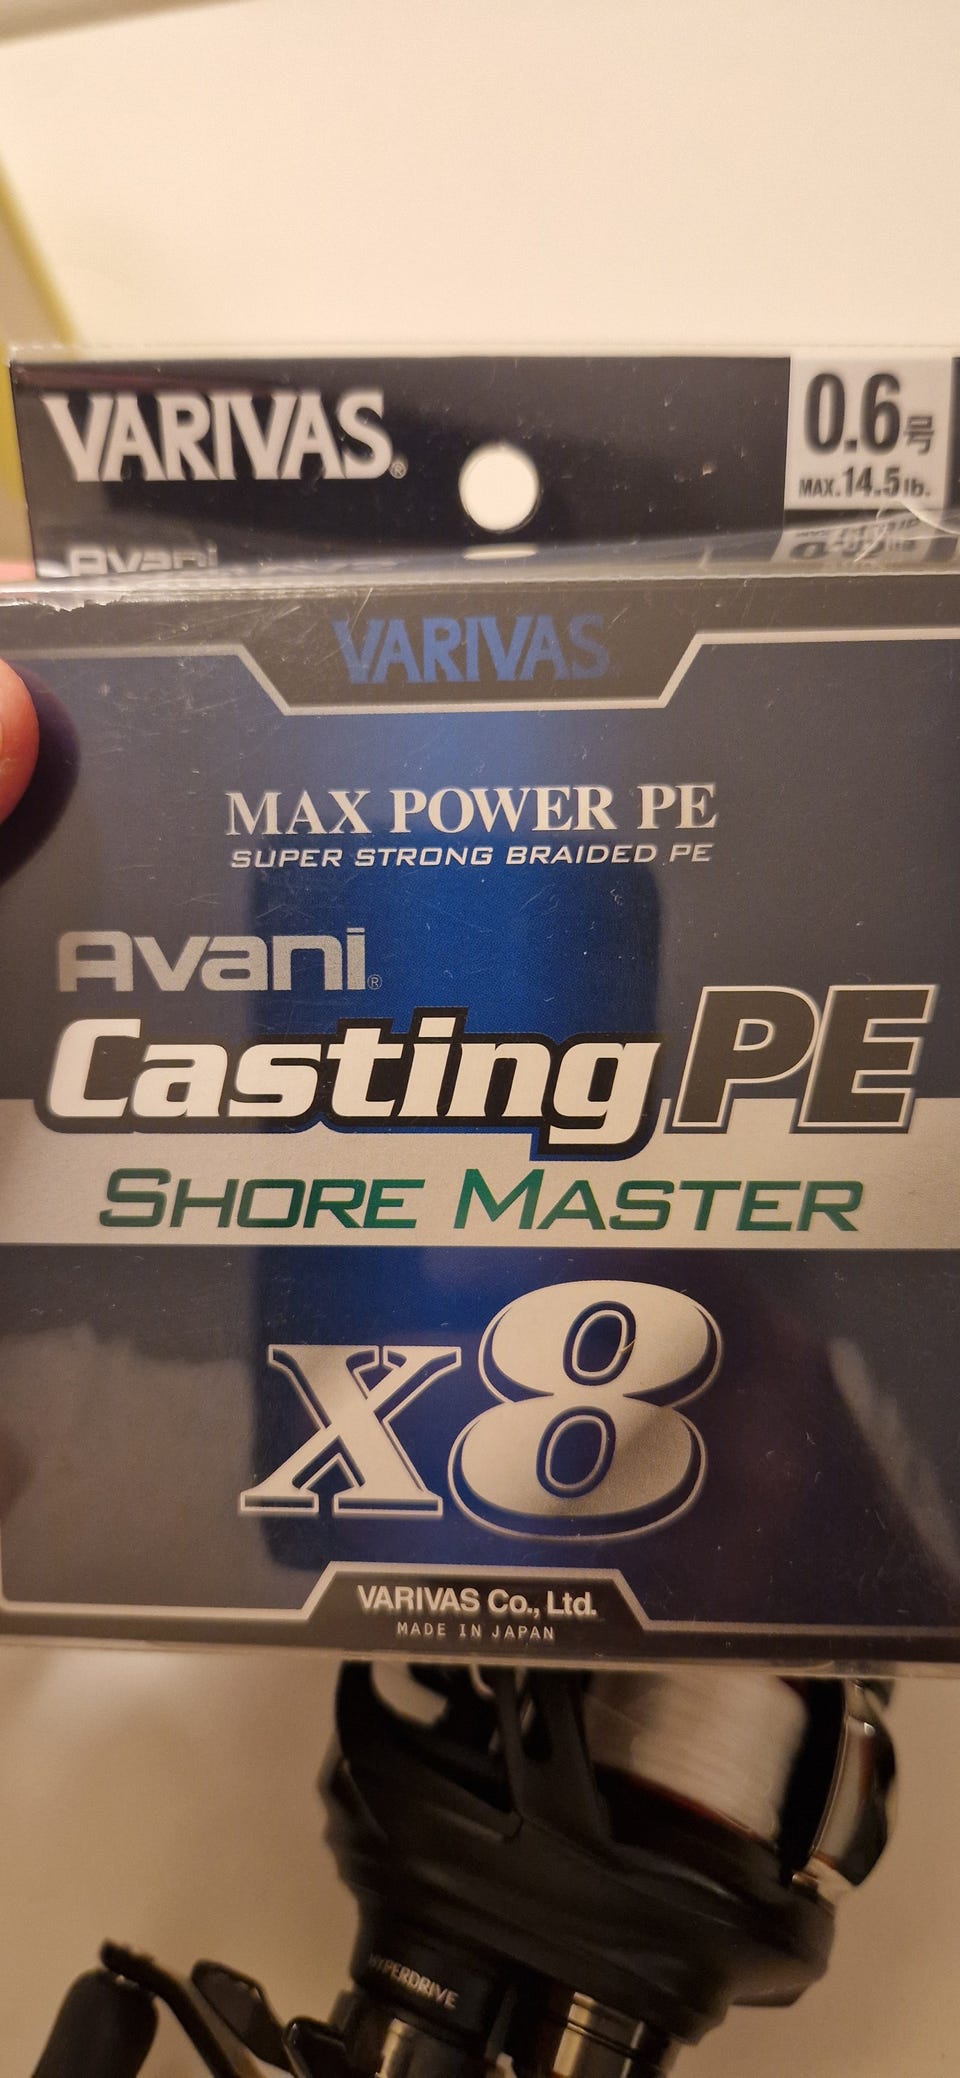 VARIVAS®
0.6号
MAX.14.5lb.
Avani
VARIVAS
MAX POWER PE
SUPER STRONG BRAIDED PE
Avani®
Casting PE
SHORE MASTER
X8
VARIVAS Co., Ltd.
MADE IN JAPAN
HYPERDRIVE